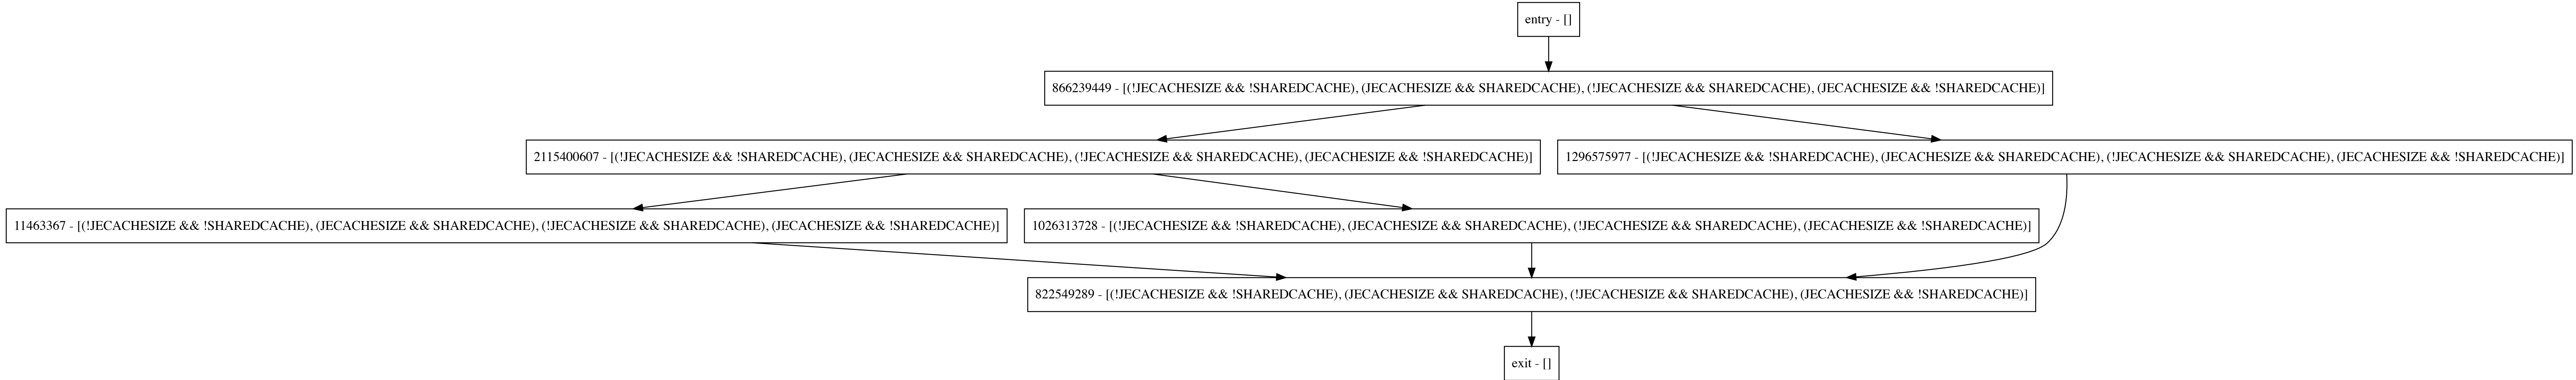 entry - []
866239449 - [(!JECACHESIZE && !SHAREDCACHE), (JECACHESIZE && SHAREDCACHE), (!JECACHESIZE && SHAREDCACHE), (JECACHESIZE && !SHAREDCACHE)]
2115400607 - [(!JECACHESIZE && !SHAREDCACHE), (JECACHESIZE && SHAREDCACHE), (!JECACHESIZE && SHAREDCACHE), (JECACHESIZE && !SHAREDCACHE)]
1296575977 - [(!JECACHESIZE && !SHAREDCACHE), (JECACHESIZE && SHAREDCACHE), (!JECACHESIZE && SHAREDCACHE), (JECACHESIZE && !SHAREDCACHE)]
11463367 - [(!JECACHESIZE && !SHAREDCACHE), (JECACHESIZE && SHAREDCACHE), (!JECACHESIZE && SHAREDCACHE), (JECACHESIZE && !SHAREDCACHE)]
1026313728 - [(!JECACHESIZE && !SHAREDCACHE), (JECACHESIZE && SHAREDCACHE), (!JECACHESIZE && SHAREDCACHE), (JECACHESIZE && !SHAREDCACHE)]
822549289 - [(!JECACHESIZE && !SHAREDCACHE), (JECACHESIZE && SHAREDCACHE), (!JECACHESIZE && SHAREDCACHE), (JECACHESIZE && !SHAREDCACHE)]
exit - []